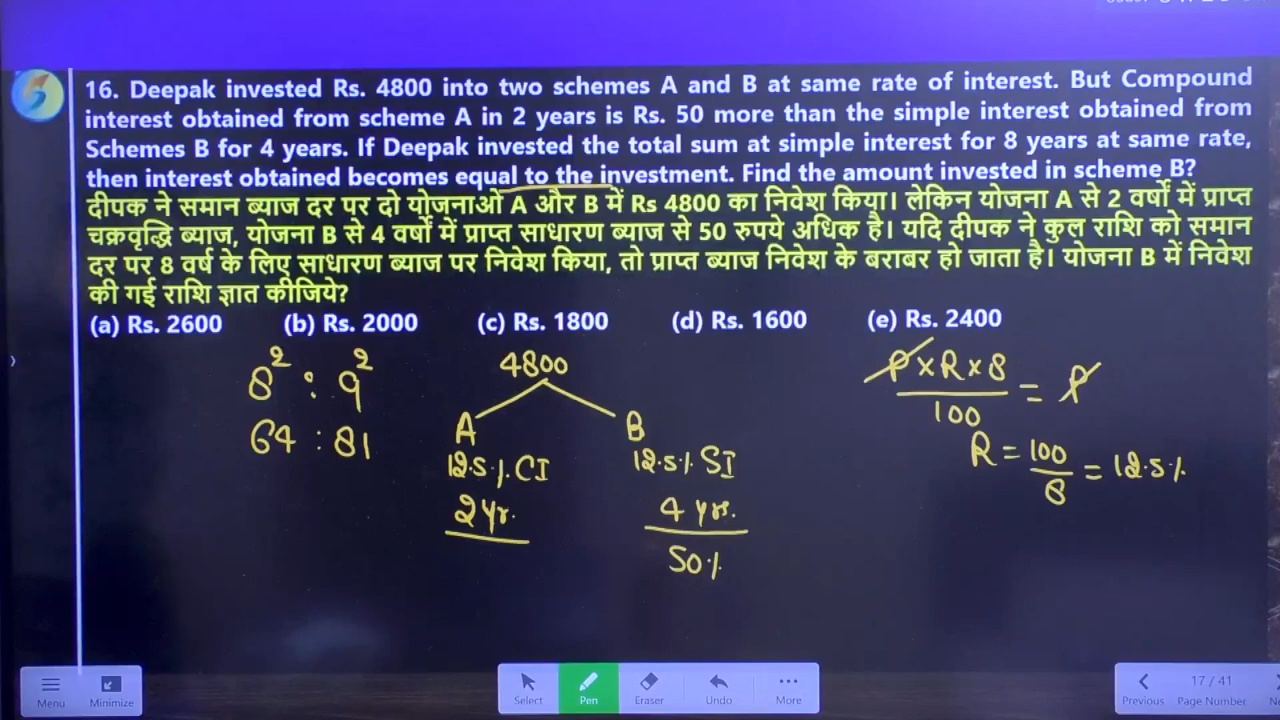 16. Deepak invested Rs. 4800 into two schemes A and B at same rate of interest. But Compound
interest obtained from scheme A in 2 years is Rs. 50 more than the simple interest obtained from
Schemes B for 4 years. If Deepak invested the total sum at simple interest for 8 years at same rate,
then interest obtained becomes equal to the investment. Find the amount invested in scheme B?
दीपक ने समान ब्याज दर पर दो योजनाओं A और B में Rs 4800 का निवेश किया। लेकिन योजना A से 2 वर्षों में प्राप्त
चक्रवृद्धि ब्याज, योजना B से 4 वर्षों में प्राप्त साधारण ब्याज से 50 रुपये अधिक है। यदि दीपक ने कुल राशि को समान
दर पर 8 वर्ष के लिए साधारण ब्याज पर निवेश किया, तो प्राप्त ब्याज निवेश के बराबर हो जाता है। योजना B में निवेश
की गई राशि ज्ञात कीजिये?
(a) Rs. 2600 (b) Rs. 2000 (c) Rs. 1800 (d) Rs. 1600 (e) Rs. 2400
8² : 9²
64 : 81
4800
A B
12.5% CI 12.5% SI
2 yr. 4 yrs.
50%
P×R×8
100
= P
R = 100/8 = 12.5%
Menu Minimize Select Pen Eraser Undo More Previous 17 / 41 Page Number